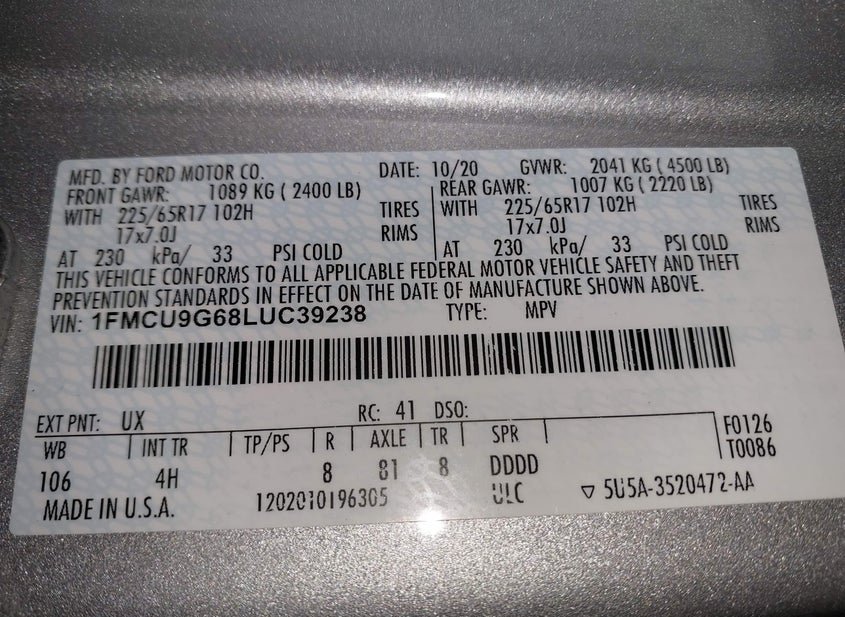 MFD. BY FORD MOTOR CO. DATE: 10/20 GVWR: 2041 KG ( 4500 LB)
FRONT GAWR: 1089 KG ( 2400 LB) REAR GAWR: 1007 KG ( 2220 LB)
WITH 225/65R17 102H TIRES WITH 225/65R17 102H TIRES
17x7.0J RIMS 17x7.0J RIMS
AT 230 kPa/ 33 PSI COLD AT 230 kPa/ 33 PSI COLD
THIS VEHICLE CONFORMS TO ALL APPLICABLE FEDERAL MOTOR VEHICLE SAFETY AND THEFT
PREVENTION STANDARDS IN EFFECT ON THE DATE OF MANUFACTURE SHOWN ABOVE.
VIN: 1FMCU9G68LUC39238 TYPE: MPV
EXT PNT: UX RC: 41 DSO:
WB INT TR TP/PS R AXLE TR SPR F0126
T0086
106 4H 8 81 8 DDDD
MADE IN U.S.A. 1202010196305 ULC ▽ 5U5A-3520472-AA